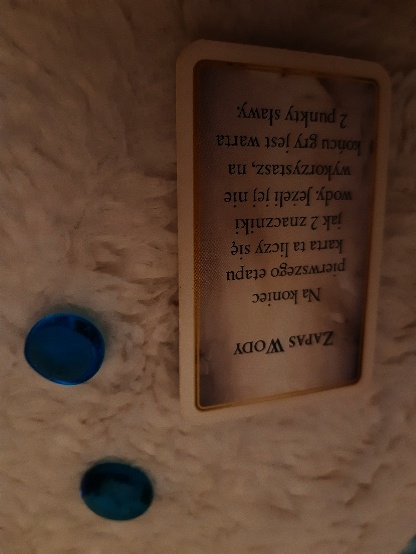 ZAPAS WODY
Na koniec
pierwszego etapu
karta ta liczy się
jak 2 znaczniki
wody. Jeżeli jej nie
wykorzystasz, na
końcu gry jest warta
2 punkty sławy.